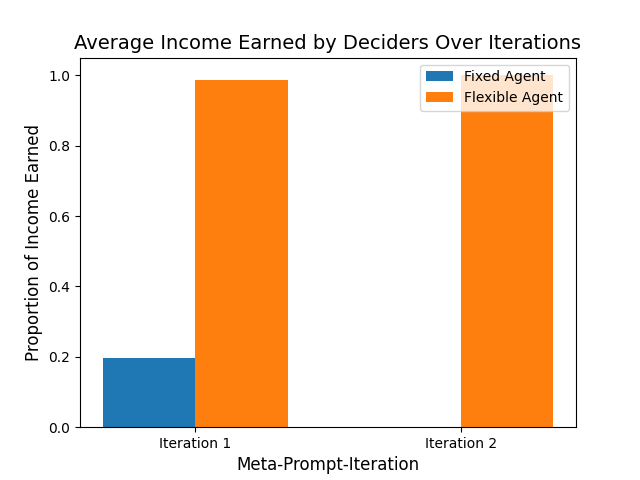 Average Income Earned by Deciders Over Iterations
Fixed Agent
Flexible Agent
Proportion of Income Earned
1.0
0.8
0.6
0.4
0.2
0.0
Iteration 1
Iteration 2
Meta-Prompt-Iteration